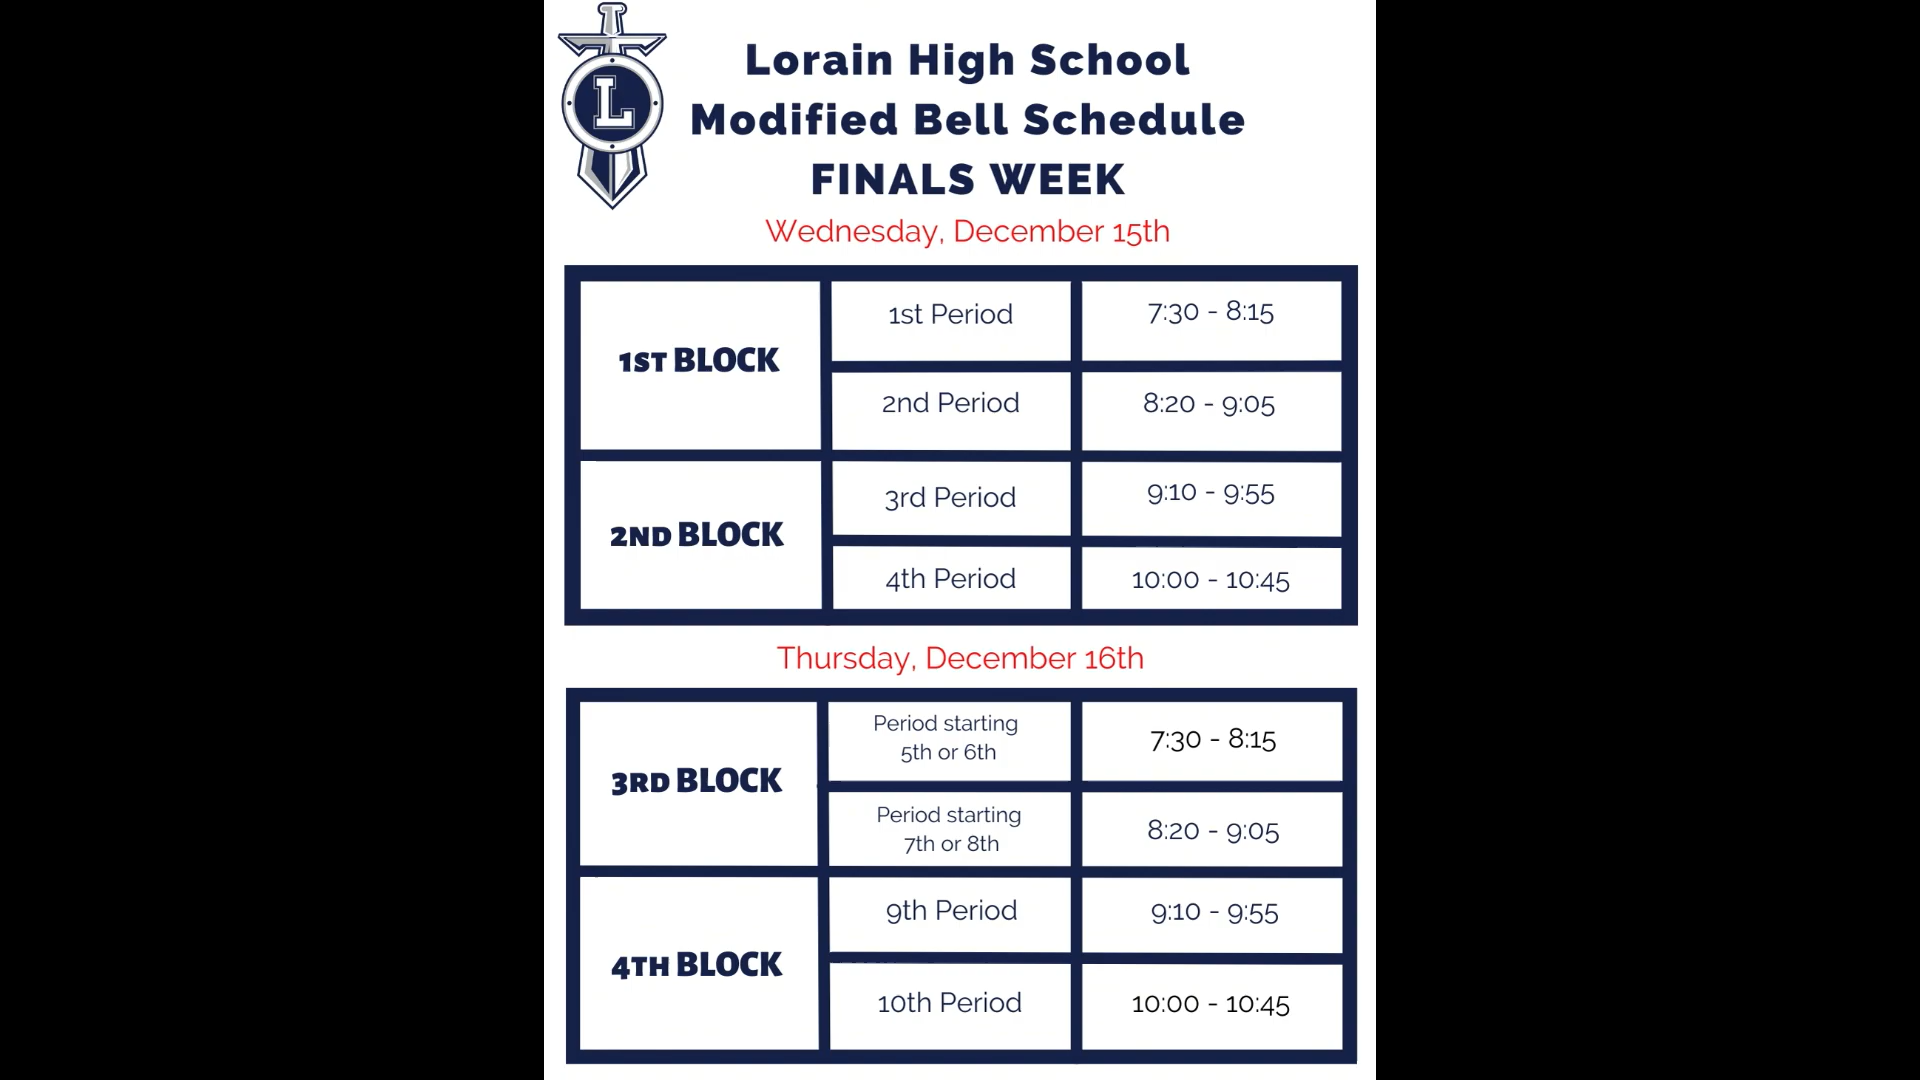 L
Lorain High School
Modified Bell Schedule
FINALS WEEK
Wednesday, December 15th
1ST BLOCK
1st Period
7:30 - 8:15
2nd Period
8:20 - 9:05
2ND BLOCK
3rd Period
9:10 - 9:55
4th Period
10:00 - 10:45
Thursday, December 16th
3RD BLOCK
Period starting
5th or 6th
7:30 - 8:15
Period starting
7th or 8th
8:20 - 9:05
4TH BLOCK
9th Period
9:10 - 9:55
10th Period
10:00 - 10:45